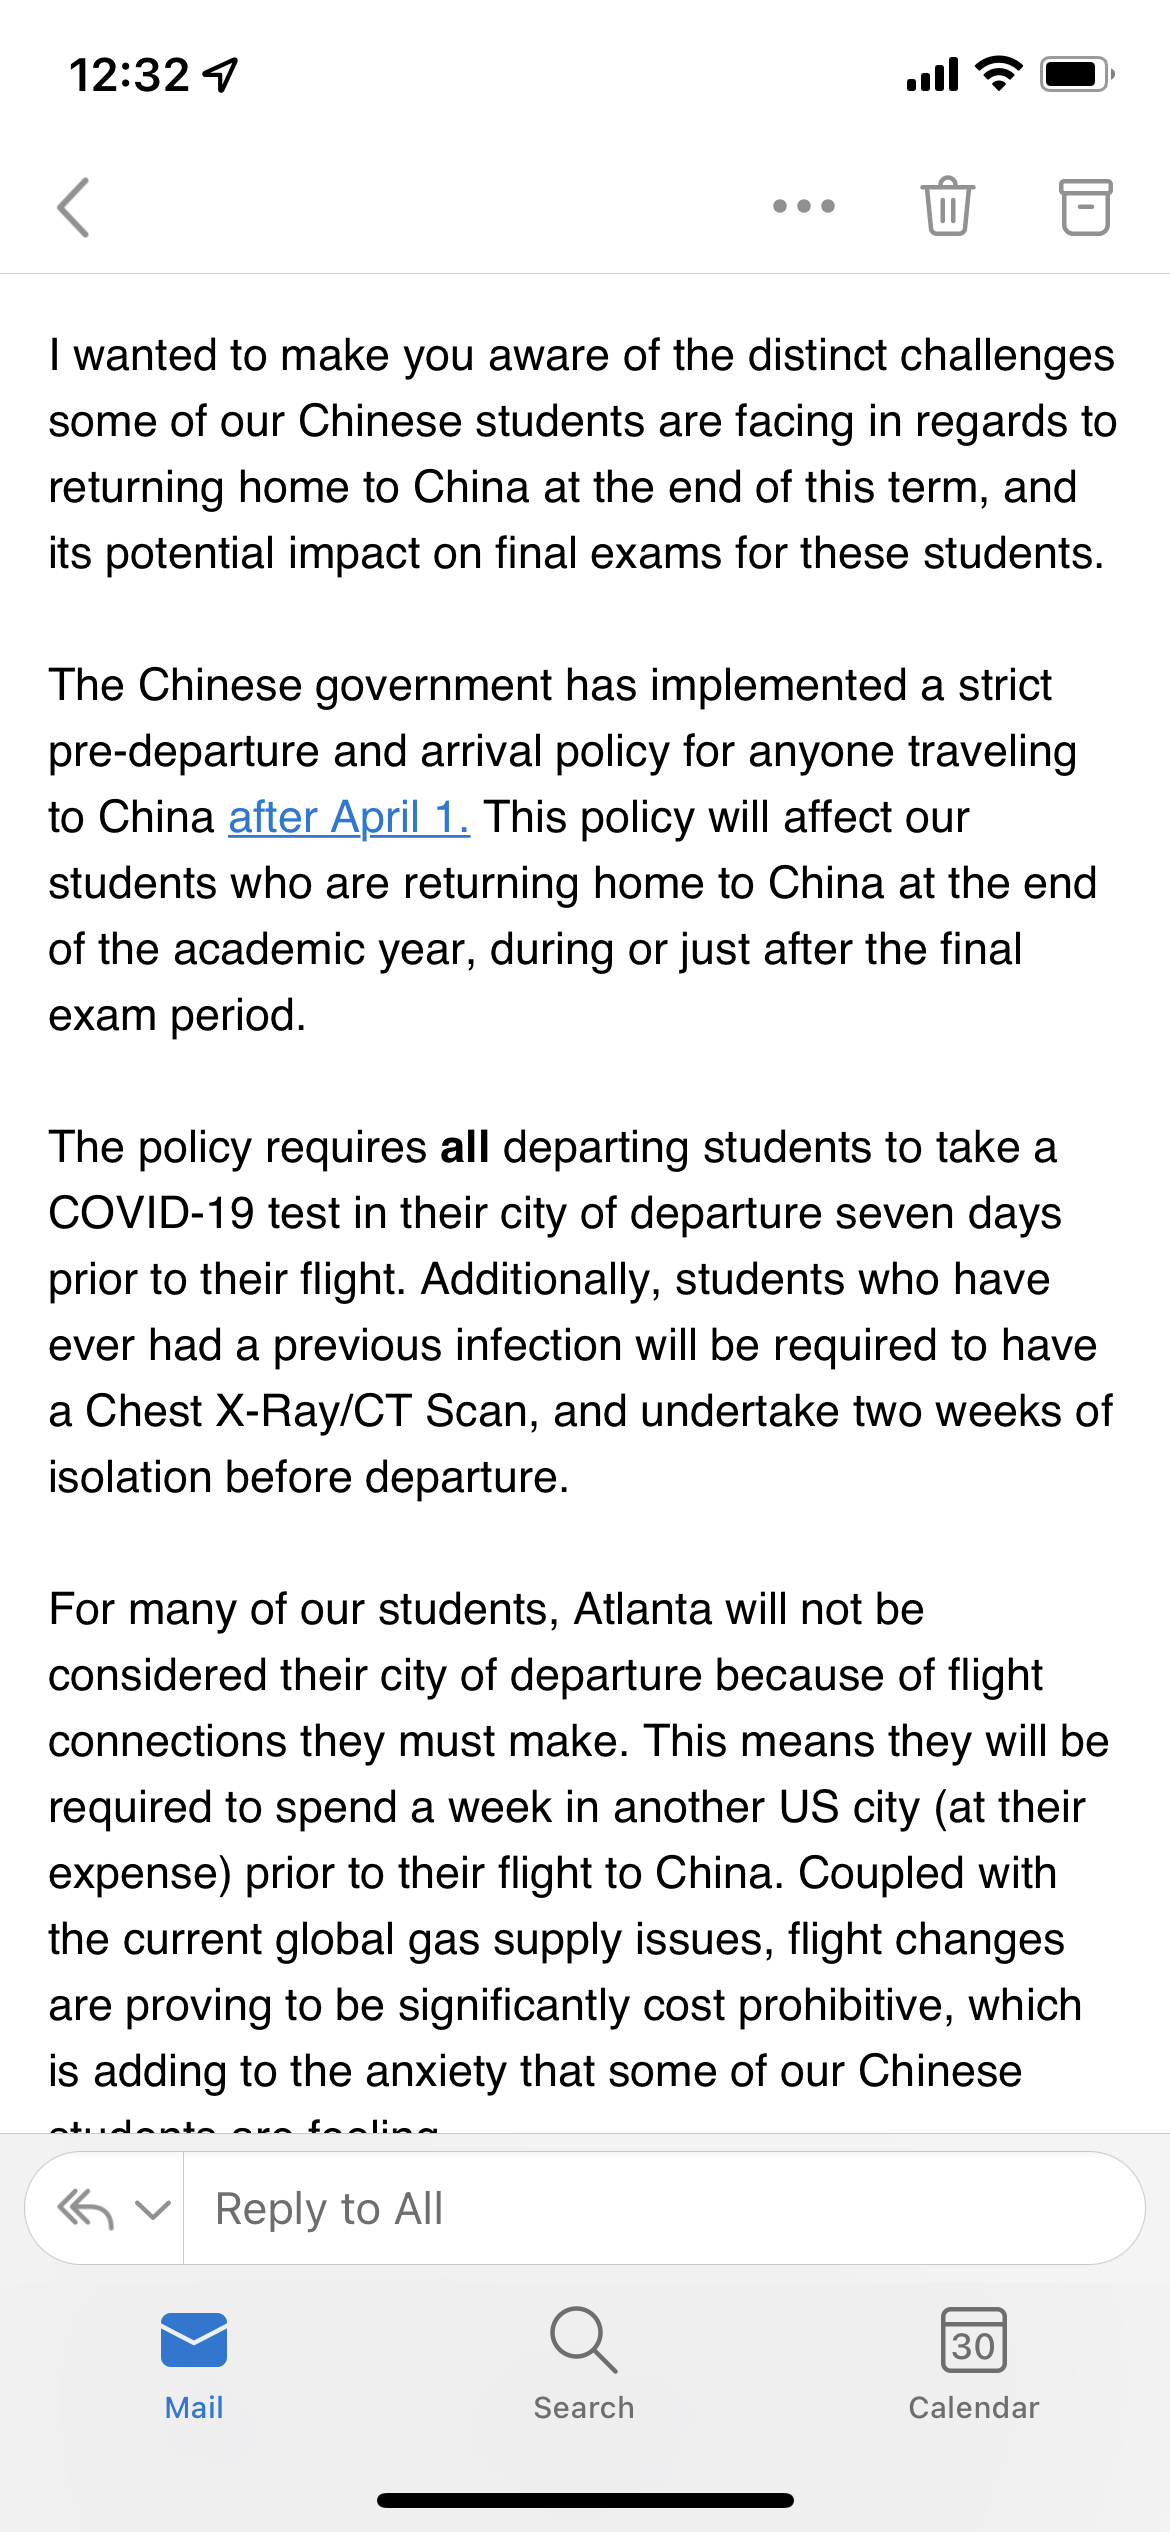 12:32
I wanted to make you aware of the distinct challenges
some of our Chinese students are facing in regards to
returning home to China at the end of this term, and
its potential impact on final exams for these students.
The Chinese government has implemented a strict
pre-departure and arrival policy for anyone traveling
to China after April 1. This policy will affect our
students who are returning home to China at the end
of the academic year, during or just after the final
exam period.
The policy requires all departing students to take a
COVID-19 test in their city of departure seven days
prior to their flight. Additionally, students who have
ever had a previous infection will be required to have
a Chest X-Ray/CT Scan, and undertake two weeks of
isolation before departure.
For many of our students, Atlanta will not be
considered their city of departure because of flight
connections they must make. This means they will be
required to spend a week in another US city (at their
expense) prior to their flight to China. Coupled with
the current global gas supply issues, flight changes
are proving to be significantly cost prohibitive, which
is adding to the anxiety that some of our Chinese
students are feeling
Reply to All
30
Mail
Search
Calendar